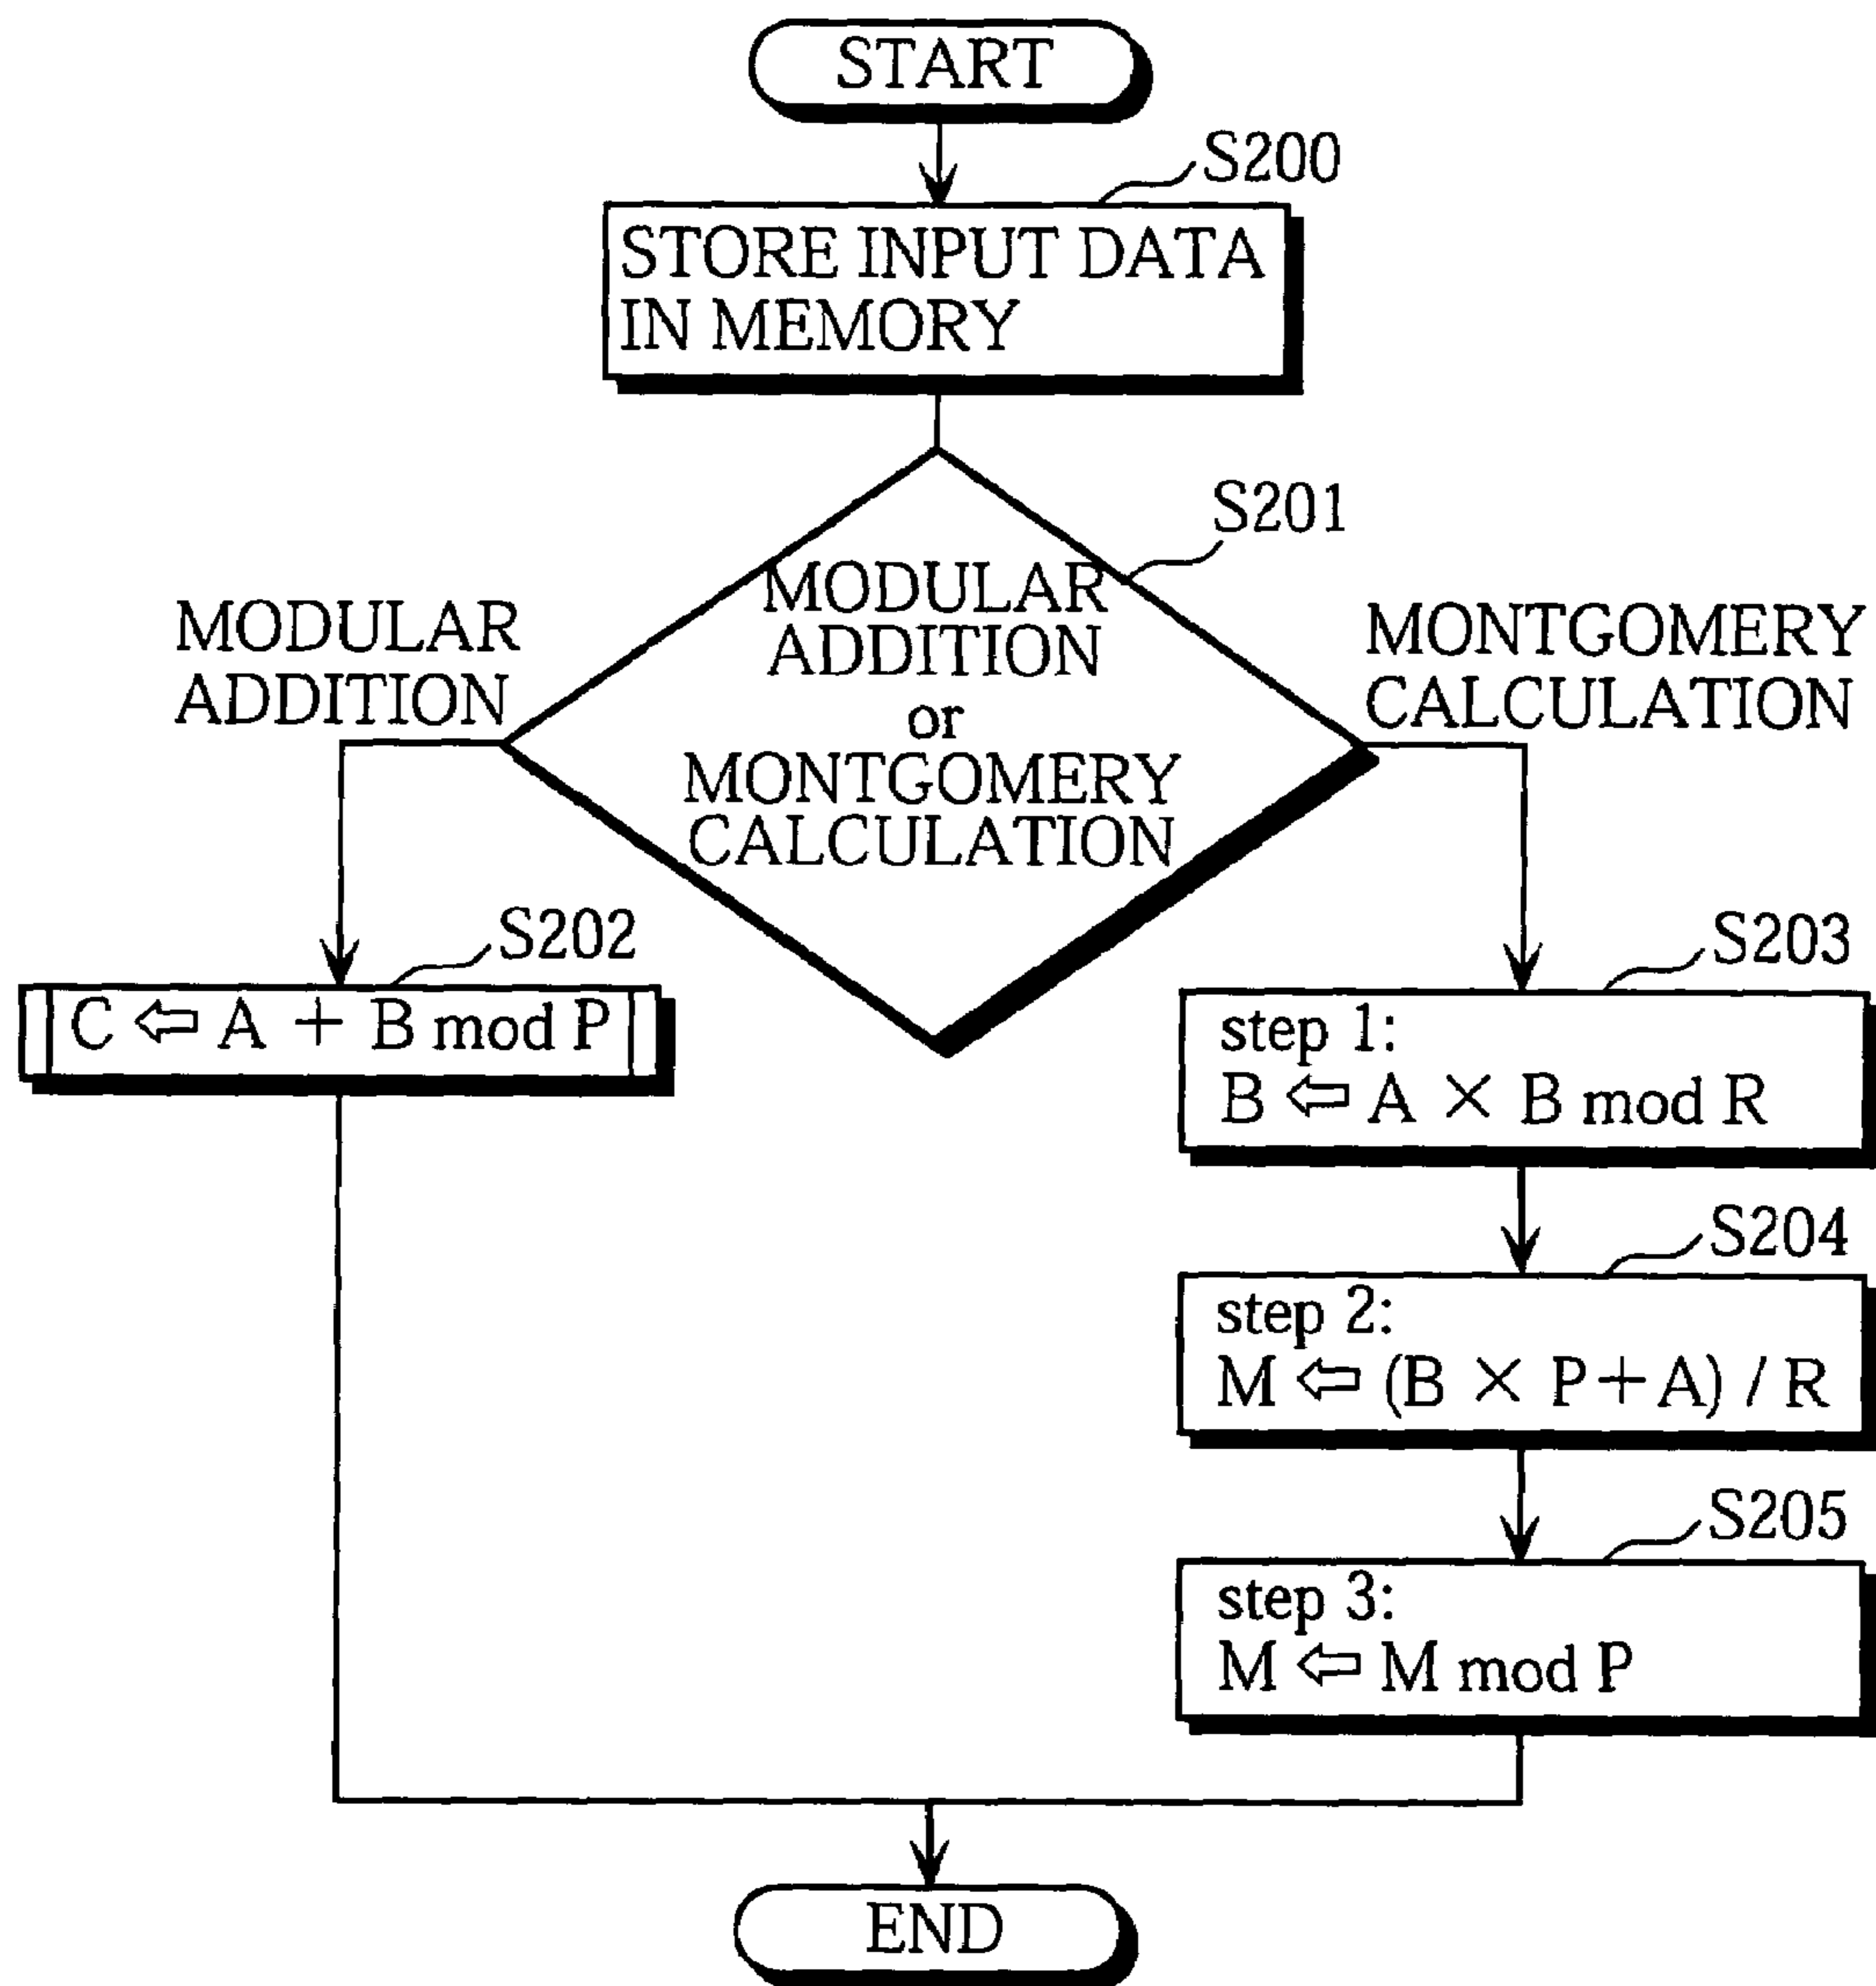 START
S200
STORE INPUT DATA
IN MEMORY
S201
MODULAR
ADDITION
or
MONTGOMERY
CALCULATION
MODULAR
ADDITION
MONTGOMERY
CALCULATION
S202
C ⇦ A + B mod P
S203
step 1:
B ⇦ A × B mod R
S204
step 2:
M ⇦ (B × P+A) / R
S205
step 3:
M ⇦ M mod P
END